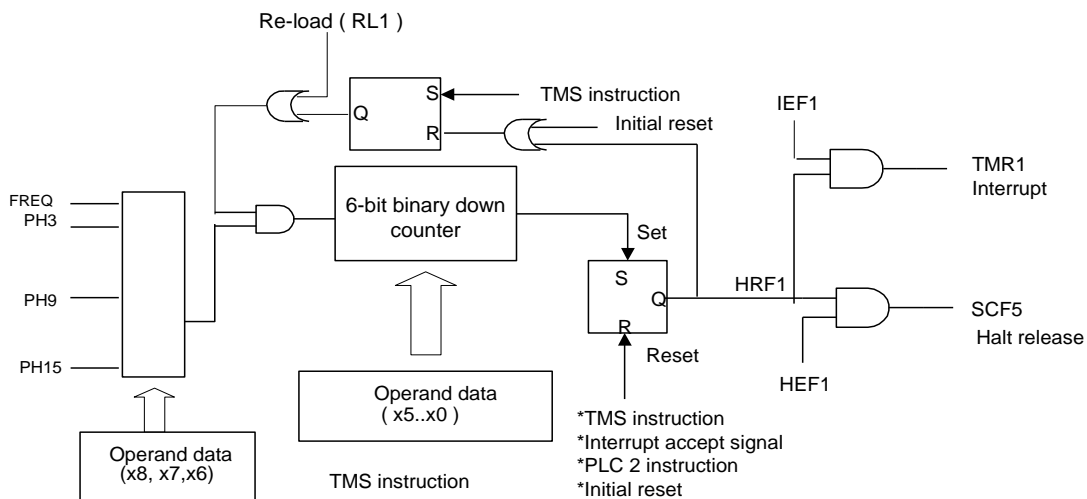 Re-load ( RL1 )
S
TMS instruction
Q
R
Initial reset
IEF1
TMR1
Interrupt
FREQ
PH3
PH9
PH15
6-bit binary down
counter
Set
S
Q
R
Reset
HRF1
SCF5
Halt release
HEF1
Operand data
( x5..x0 )
Operand data
(x8, x7,x6)
TMS instruction
*TMS instruction
*Interrupt accept signal
*PLC 2 instruction
*Initial reset